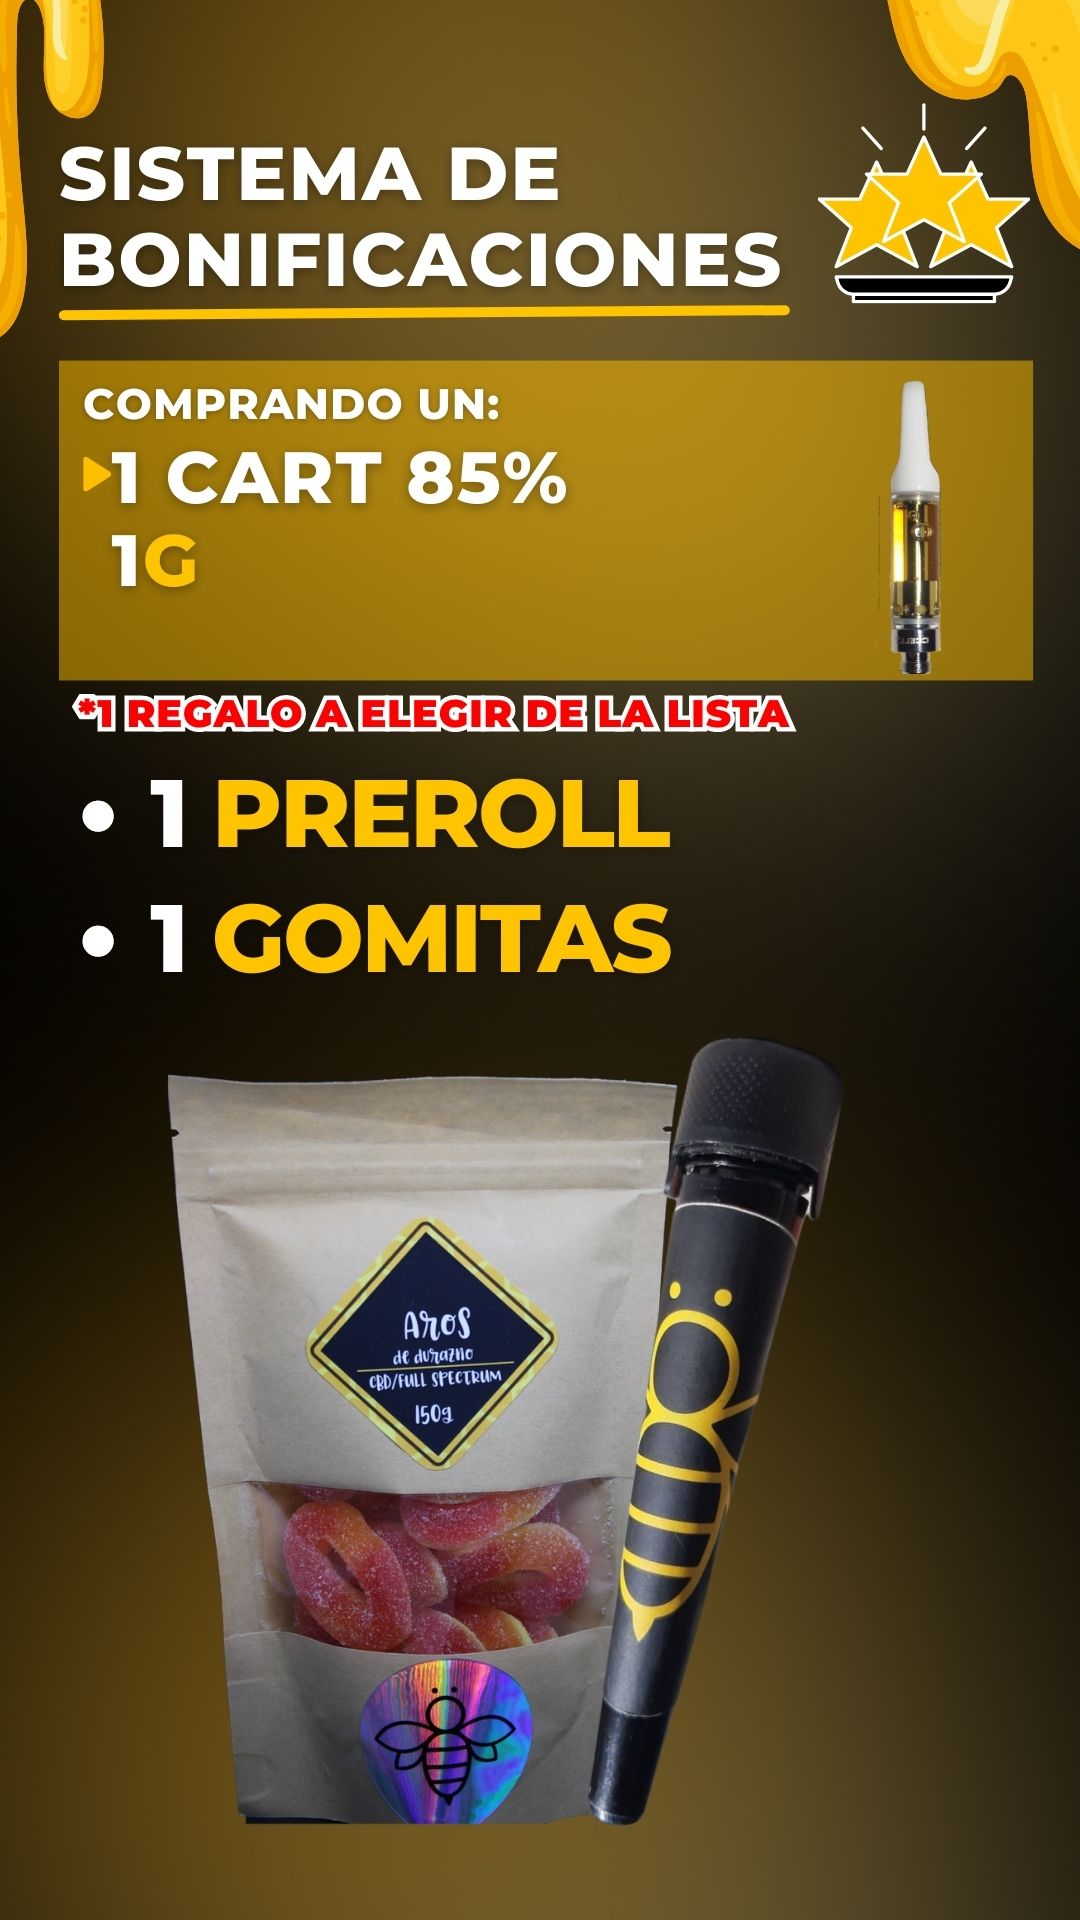 SISTEMA DE
BONIFICACIONES
COMPRANDO UN:
1 CART 85%
1G
*1 REGALO A ELEGIR DE LA LISTA
• 1 PREROLL
• 1 GOMITAS
Aros
de durazno
CBD/FULL SPECTRUM
150g